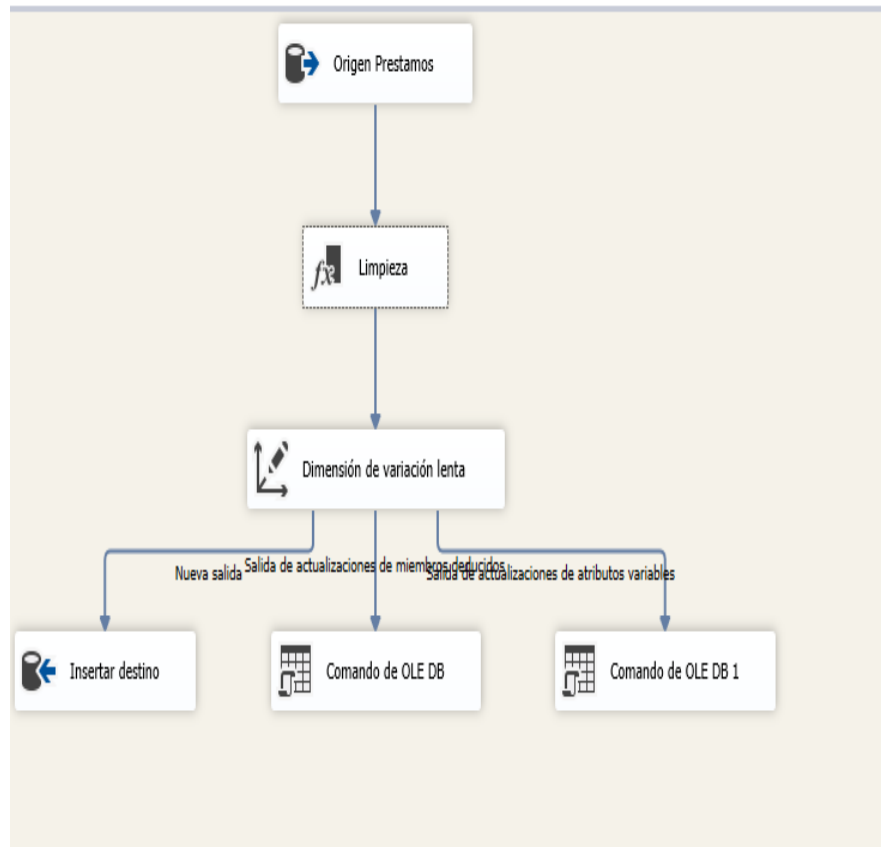 Origen Prestamos
Limpieza
Dimensión de variación lenta
Nueva salida
Salida de actualizaciones de miembros deducidos
Salida de actualizaciones de atributos variables
Insertar destino
Comando de OLE DB
Comando de OLE DB 1